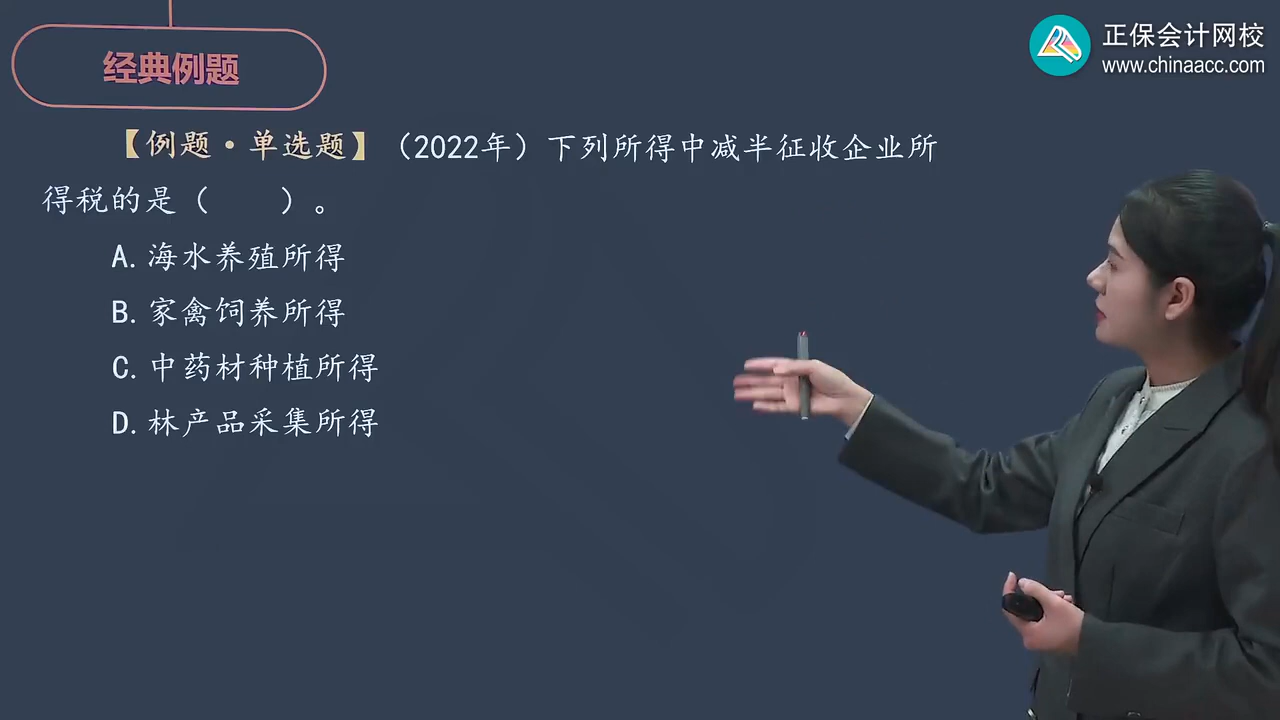 正保会计网校
www.chinaacc.com
经典例题
【例题·单选题】（2022年）下列所得中减半征收企业所
得税的是（　　）。
A. 海水养殖所得
B. 家禽饲养所得
C. 中药材种植所得
D. 林产品采集所得